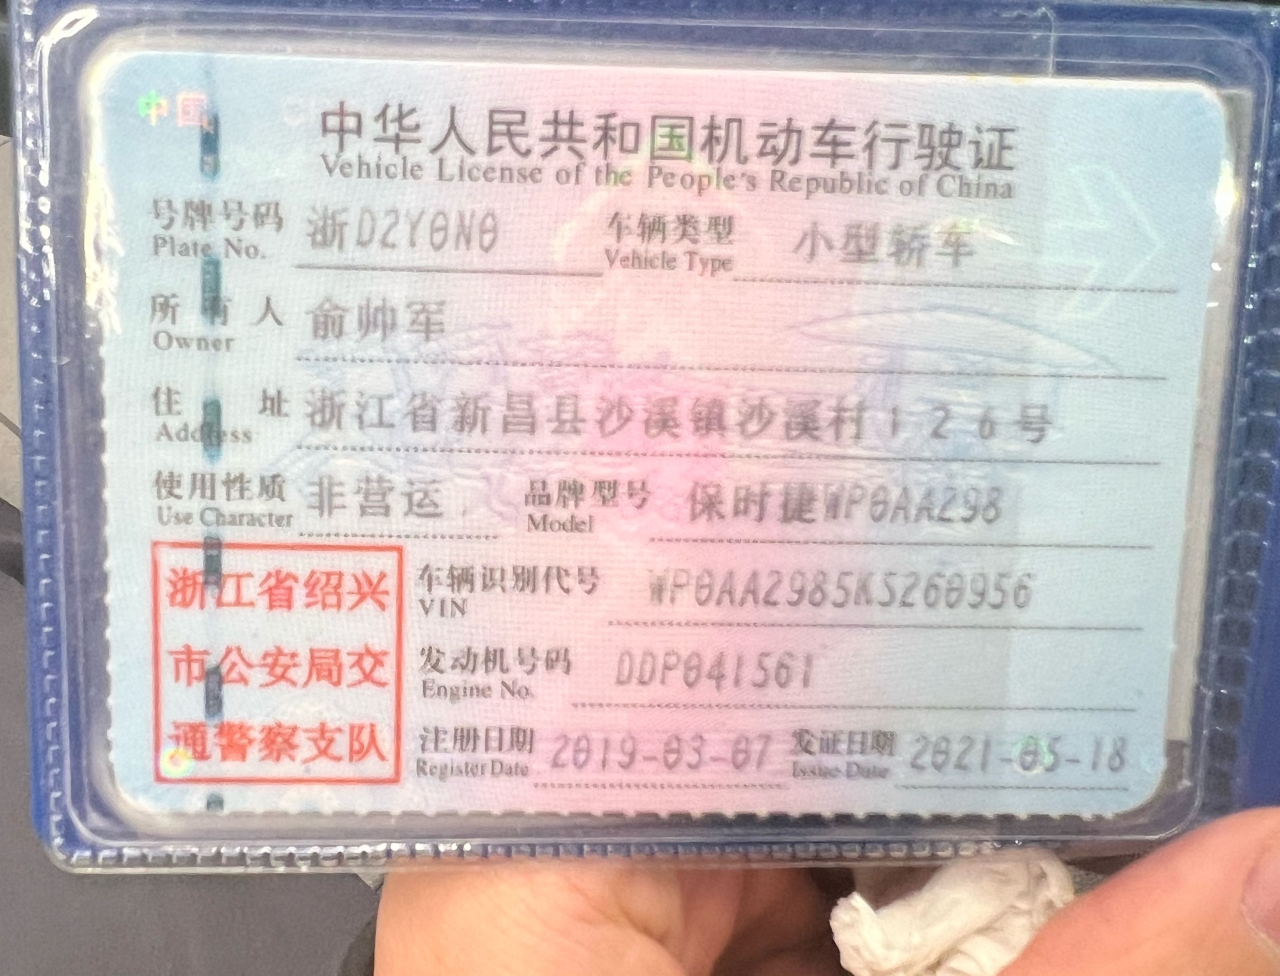 中国
中华人民共和国机动车行驶证
Vehicle License of the People's Republic of China
号牌号码 浙D2Y0N0 车辆类型 小型轿车
Plate No. Vehicle Type
所有人 俞帅军
Owner
住址 浙江省新昌县沙溪镇沙溪村126号
Address
使用性质 非营运 品牌型号 保时捷WP0AA298
Use Character Model
浙江省绍兴
市公安局交
通警察支队
车辆识别代号 WP0AA2985KS260956
VIN
发动机号码 DDP041561
Engine No.
注册日期 2019-03-07 发证日期 2021-05-18
Register Date Issue Date